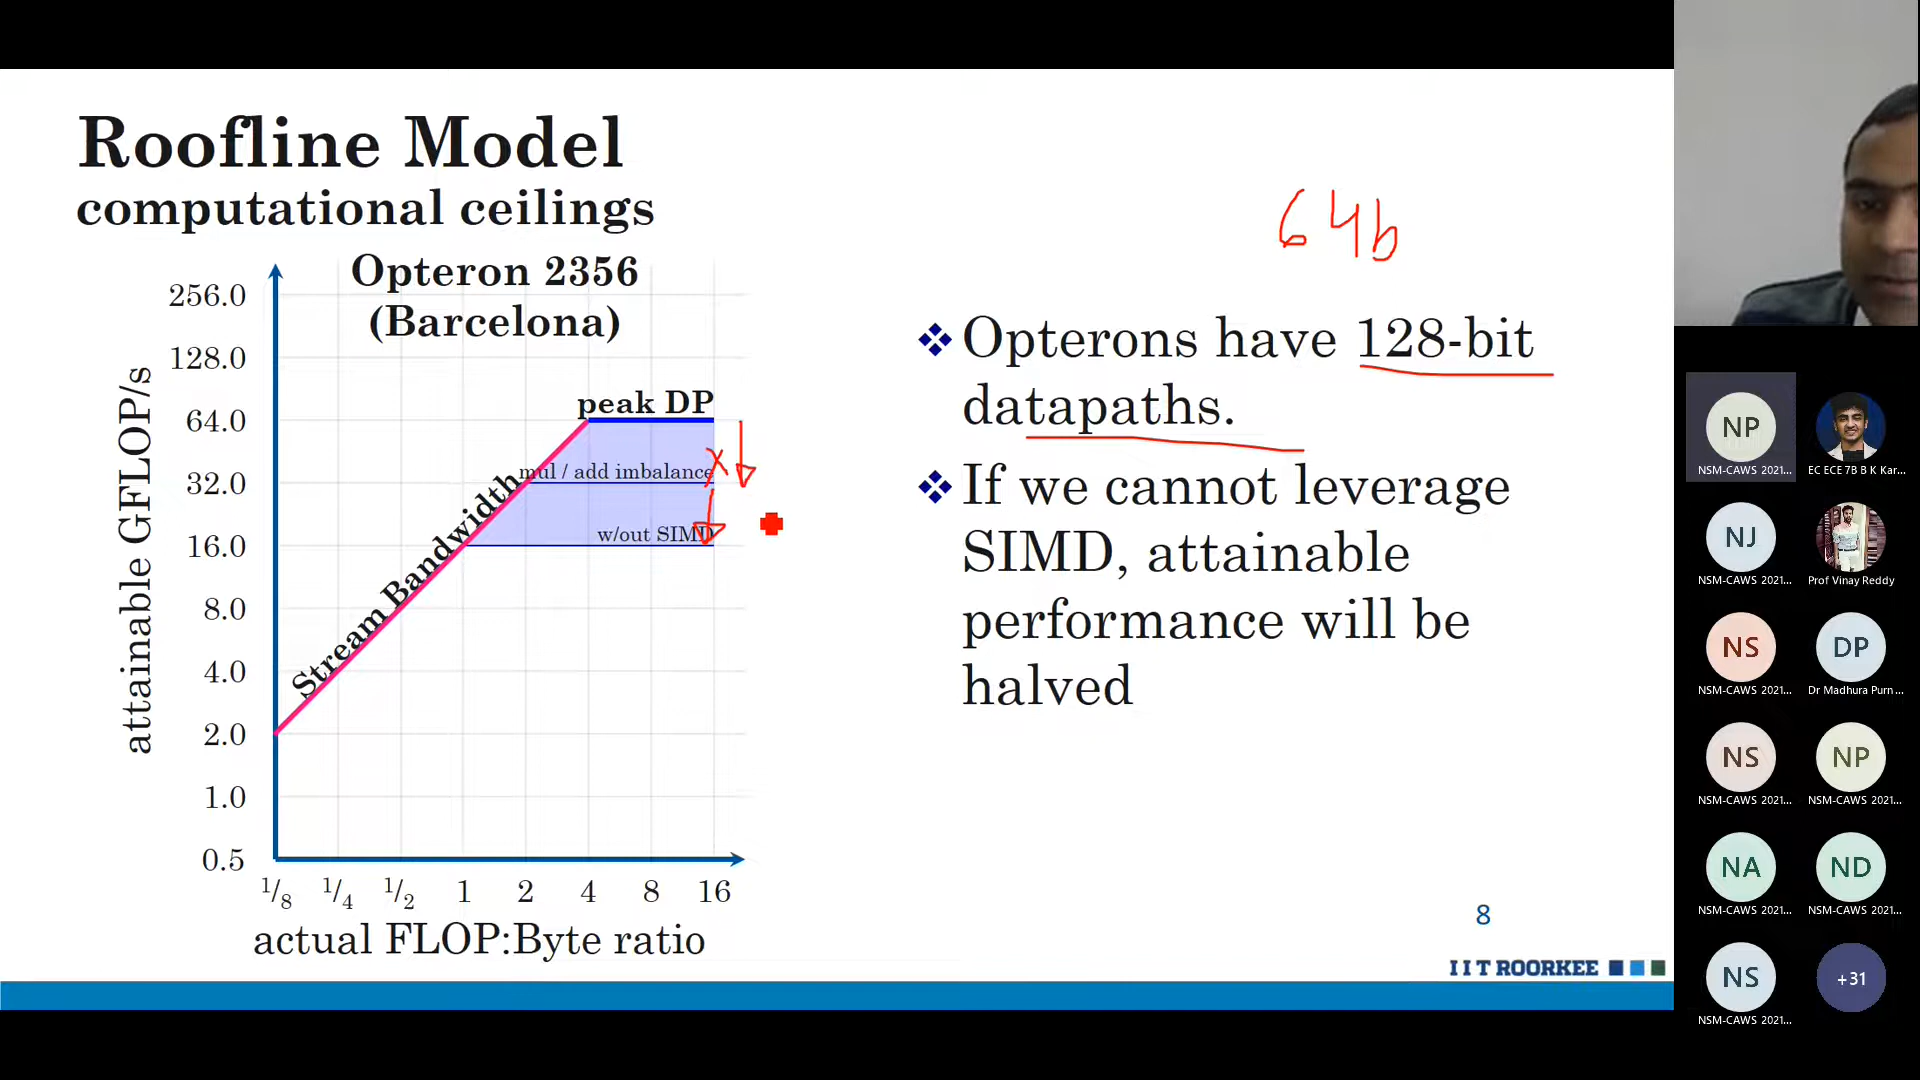 Roofline Model
computational ceilings
Opteron 2356
(Barcelona)
256.0
128.0
64.0
32.0
16.0
8.0
4.0
2.0
1.0
0.5
attainable GFLOP/s
peak DP
mul / add imbalance
w/out SIMD
Stream Bandwidth
1/8 1/4 1/2 1 2 4 8 16
actual FLOP:Byte ratio
64b
Opterons have 128-bit
datapaths.
If we cannot leverage
SIMD, attainable
performance will be
halved
8
IIT ROORKEE
NP
NSM-CAWS 2021...
EC ECE 7B B K Kar...
NJ
NSM-CAWS 2021...
Prof Vinay Reddy
NS
NSM-CAWS 2021...
DP
Dr Madhura Purn...
NS
NSM-CAWS 2021...
NP
NSM-CAWS 2021...
NA
NSM-CAWS 2021...
ND
NSM-CAWS 2021...
NS
NSM-CAWS 2021...
+31